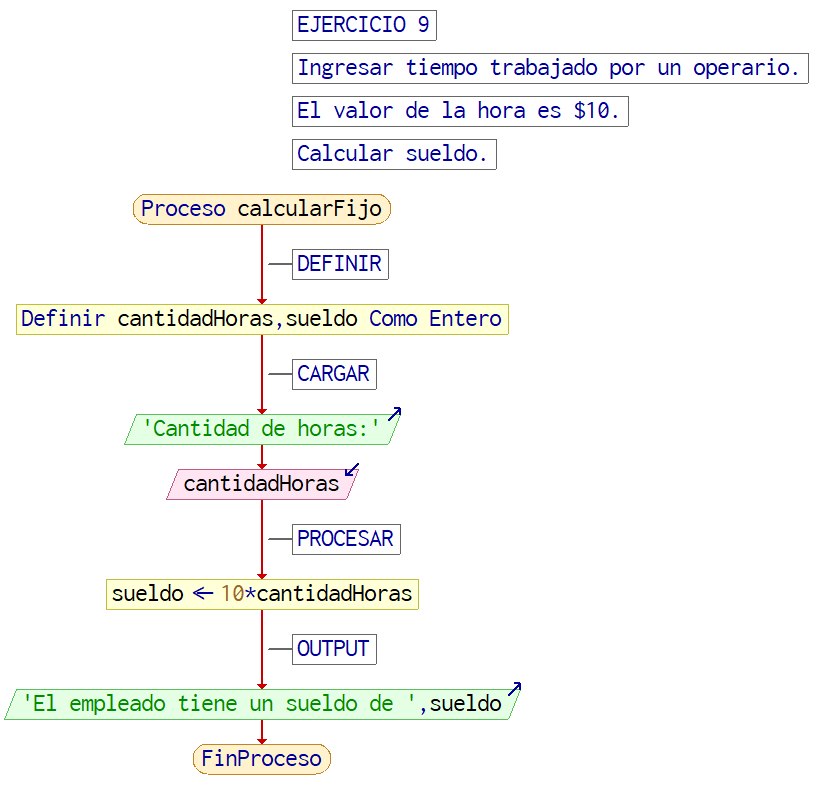 EJERCICIO 9
Ingresar tiempo trabajado por un operario.
El valor de la hora es $10.
Calcular sueldo.
Proceso calcularFijo
DEFINIR
Definir cantidadHoras,sueldo Como Entero
CARGAR
'Cantidad de horas:'
cantidadHoras
PROCESAR
sueldo ← 10*cantidadHoras
OUTPUT
'El empleado tiene un sueldo de ',sueldo
FinProceso